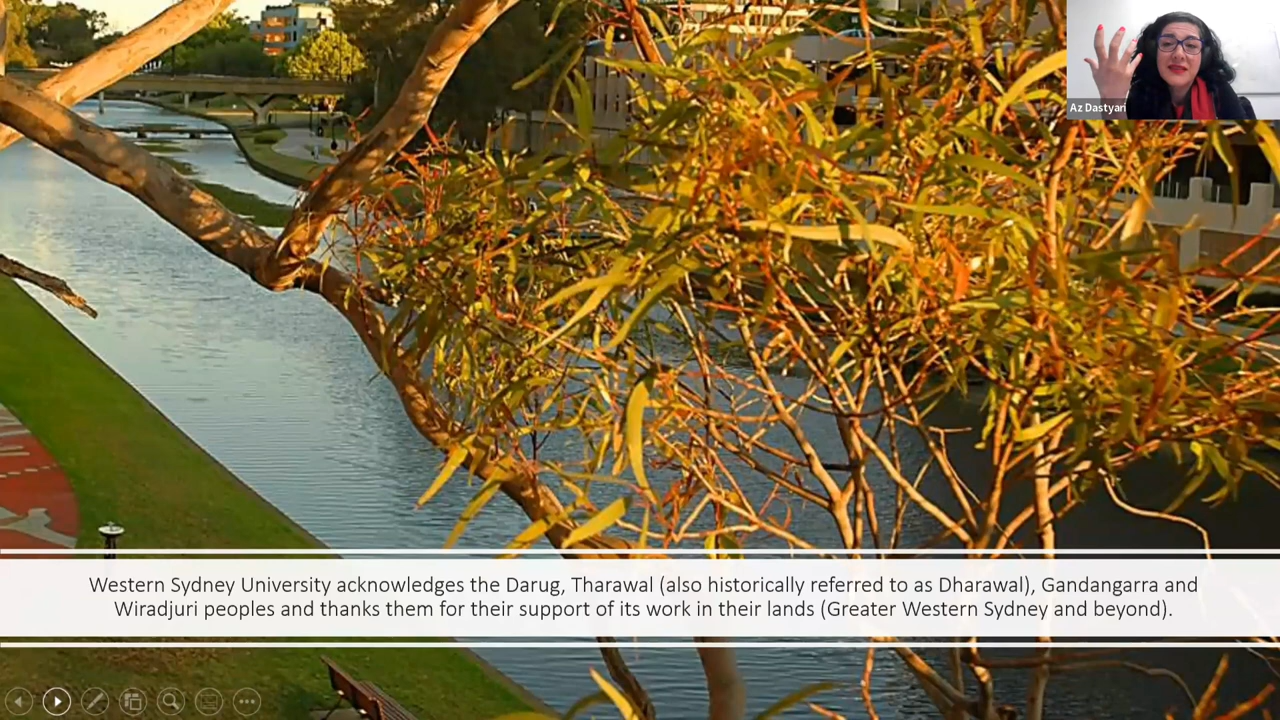 Az Dastyari
Western Sydney University acknowledges the Darug, Tharawal (also historically referred to as Dharawal), Gandangarra and
Wiradjuri peoples and thanks them for their support of its work in their lands (Greater Western Sydney and beyond).